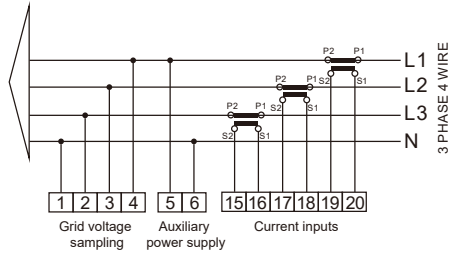 P2 P1
L1
S2 S1
P2 P1
L2
S2 S1
P2 P1
L3
S2 S1
N
3 PHASE 4 WIRE
1 2 3 4 5 6 15 16 17 18 19 20
Grid voltage
sampling
Auxiliary
power supply
Current inputs